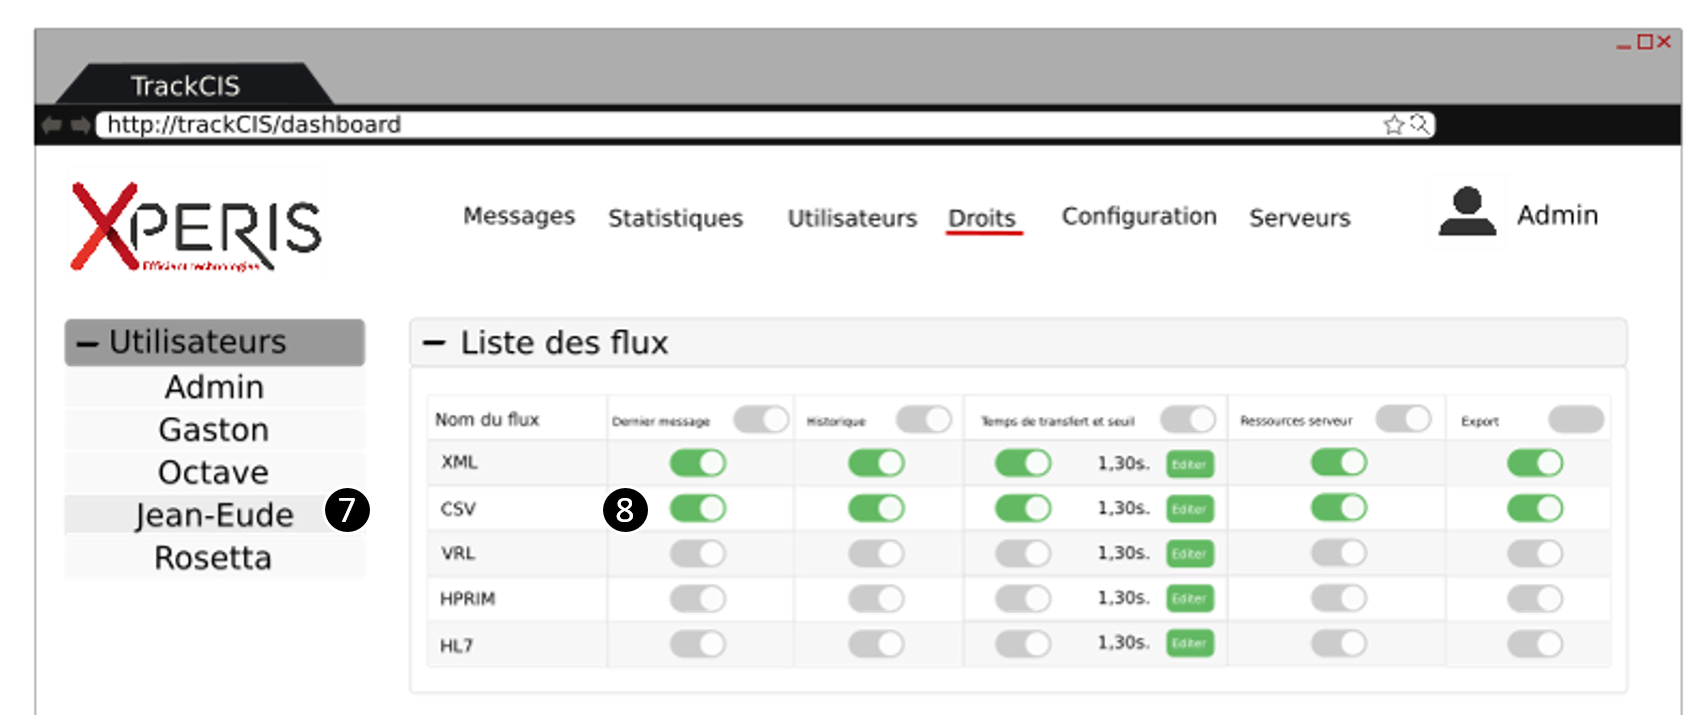 TrackCIS
http://trackCIS/dashboard
XPERIS
Efficient technologies
Messages Statistiques Utilisateurs Droits Configuration Serveurs Admin
– Utilisateurs
Admin
Gaston
Octave
Jean-Eude 7
Rosetta
– Liste des flux
Nom du flux Dernier message Historique Temps de transfert et seuil Ressources serveur Export
XML 1,30s. Editer
8
CSV 1,30s. Editer
VRL 1,30s. Editer
HPRIM 1,30s. Editer
HL7 1,30s. Editer